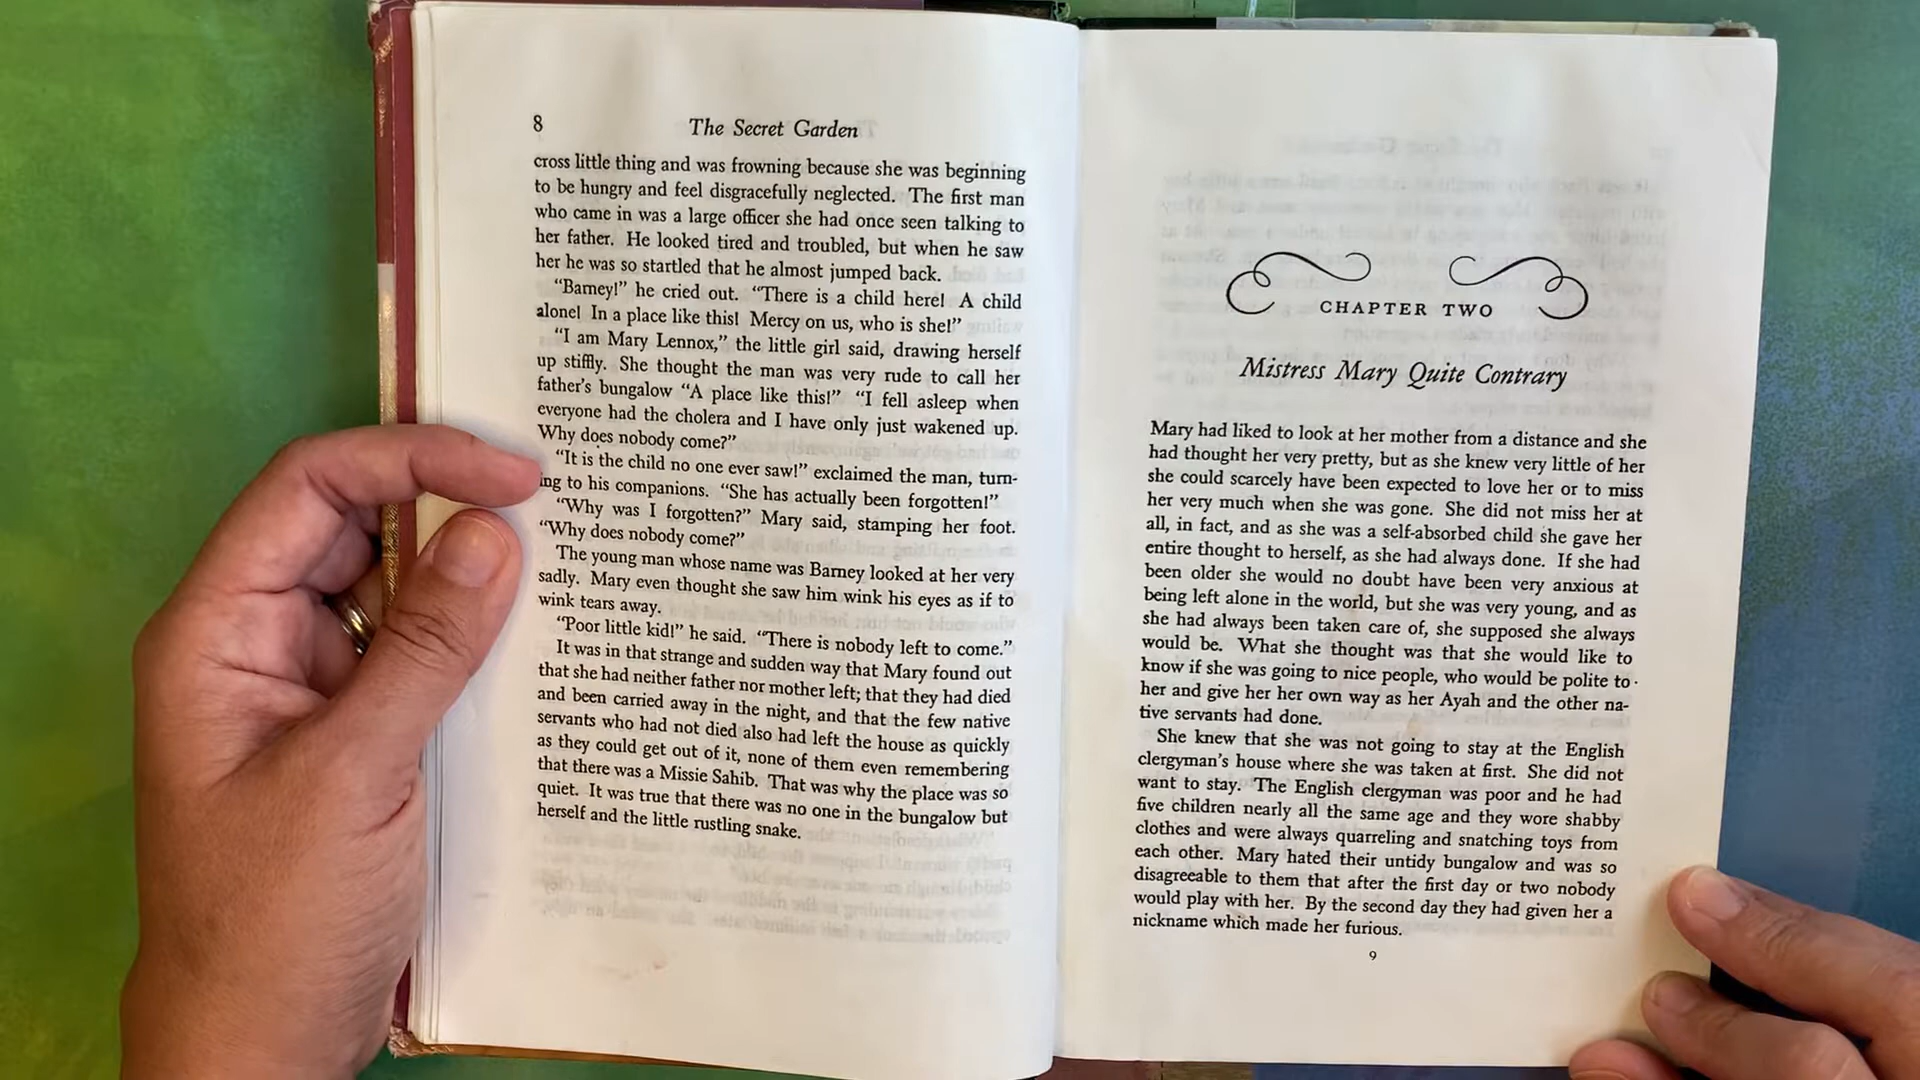 8
The Secret Garden
cross little thing and was frowning because she was beginning
to be hungry and feel disgracefully neglected. The first man
who came in was a large officer she had once seen talking to
her father. He looked tired and troubled, but when he saw
her he was so startled that he almost jumped back.
“Barney!” he cried out. “There is a child here! A child
alone! In a place like this! Mercy on us, who is she!”
“I am Mary Lennox,” the little girl said, drawing herself
up stiffly. She thought the man was very rude to call her
father’s bungalow “A place like this!” “I fell asleep when
everyone had the cholera and I have only just wakened up.
Why does nobody come?”
“It is the child no one ever saw!” exclaimed the man, turn-
ing to his companions. “She has actually been forgotten!”
“Why was I forgotten?” Mary said, stamping her foot.
“Why does nobody come?”
The young man whose name was Barney looked at her very
sadly. Mary even thought she saw him wink his eyes as if to
wink tears away.
“Poor little kid!” he said. “There is nobody left to come.”
It was in that strange and sudden way that Mary found out
that she had neither father nor mother left; that they had died
and been carried away in the night, and that the few native
servants who had not died also had left the house as quickly
as they could get out of it, none of them even remembering
that there was a Missie Sahib. That was why the place was so
quiet. It was true that there was no one in the bungalow but
herself and the little rustling snake.
CHAPTER TWO
Mistress Mary Quite Contrary
Mary had liked to look at her mother from a distance and she
had thought her very pretty, but as she knew very little of her
she could scarcely have been expected to love her or to miss
her very much when she was gone. She did not miss her at
all, in fact, and as she was a self-absorbed child she gave her
entire thought to herself, as she had always done. If she had
been older she would no doubt have been very anxious at
being left alone in the world, but she was very young, and as
she had always been taken care of, she supposed she always
would be. What she thought was that she would like to
know if she was going to nice people, who would be polite to
her and give her her own way as her Ayah and the other na-
tive servants had done.
She knew that she was not going to stay at the English
clergyman’s house where she was taken at first. She did not
want to stay. The English clergyman was poor and he had
five children nearly all the same age and they wore shabby
clothes and were always quarreling and snatching toys from
each other. Mary hated their untidy bungalow and was so
disagreeable to them that after the first day or two nobody
would play with her. By the second day they had given her a
nickname which made her furious.
9